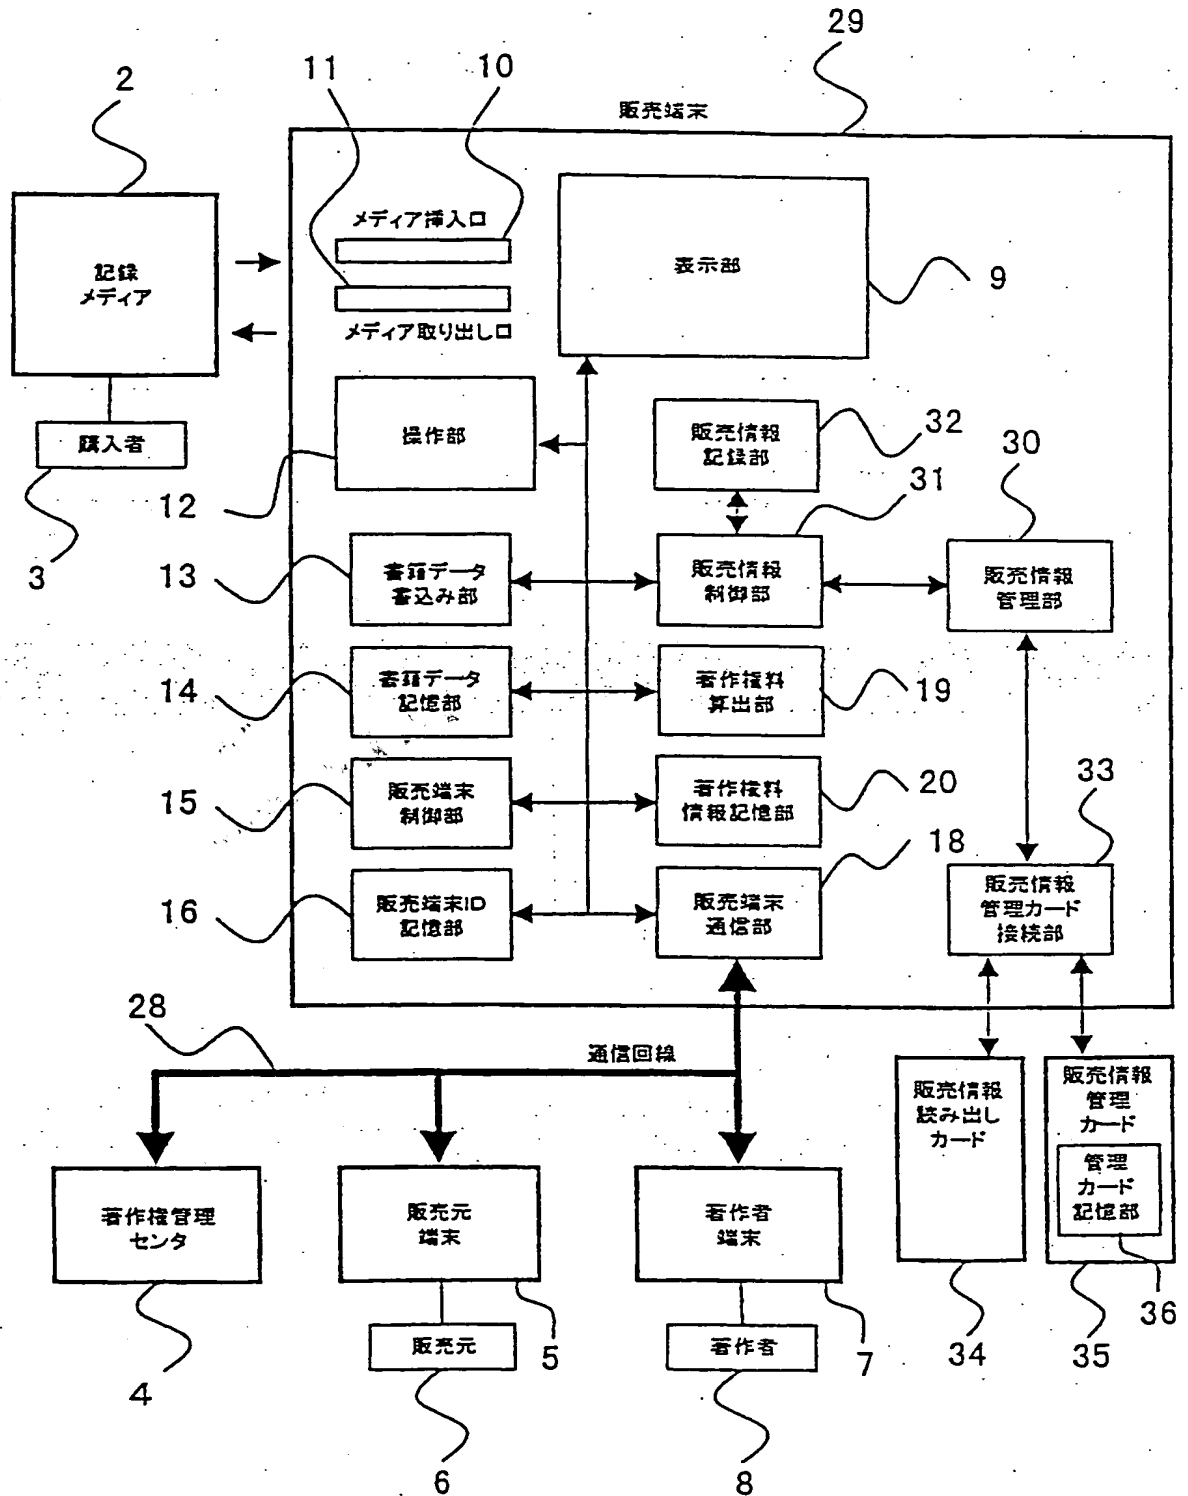 29
販売端末
11
10
2
メディア挿入口
記録
メディア
表示部
9
メディア取り出し口
購入者
3
操作部
12
販売情報
記録部
32
31
30
13
書籍データ
書込み部
販売情報
制御部
販売情報
管理部
14
書籍データ
記憶部
著作権料
算出部
19
15
販売端末
制御部
著作権料
情報記憶部
20
33
18
16
販売端末ID
記憶部
販売端末
通信部
販売情報
管理カード
接続部
28
通信回線
著作権管理
センタ
4
販売元
端末
5
販売元
6
著作者
端末
7
著作者
8
販売情報
読み出し
カード
34
販売情報
管理
カード
管理
カード
記憶部
36
35